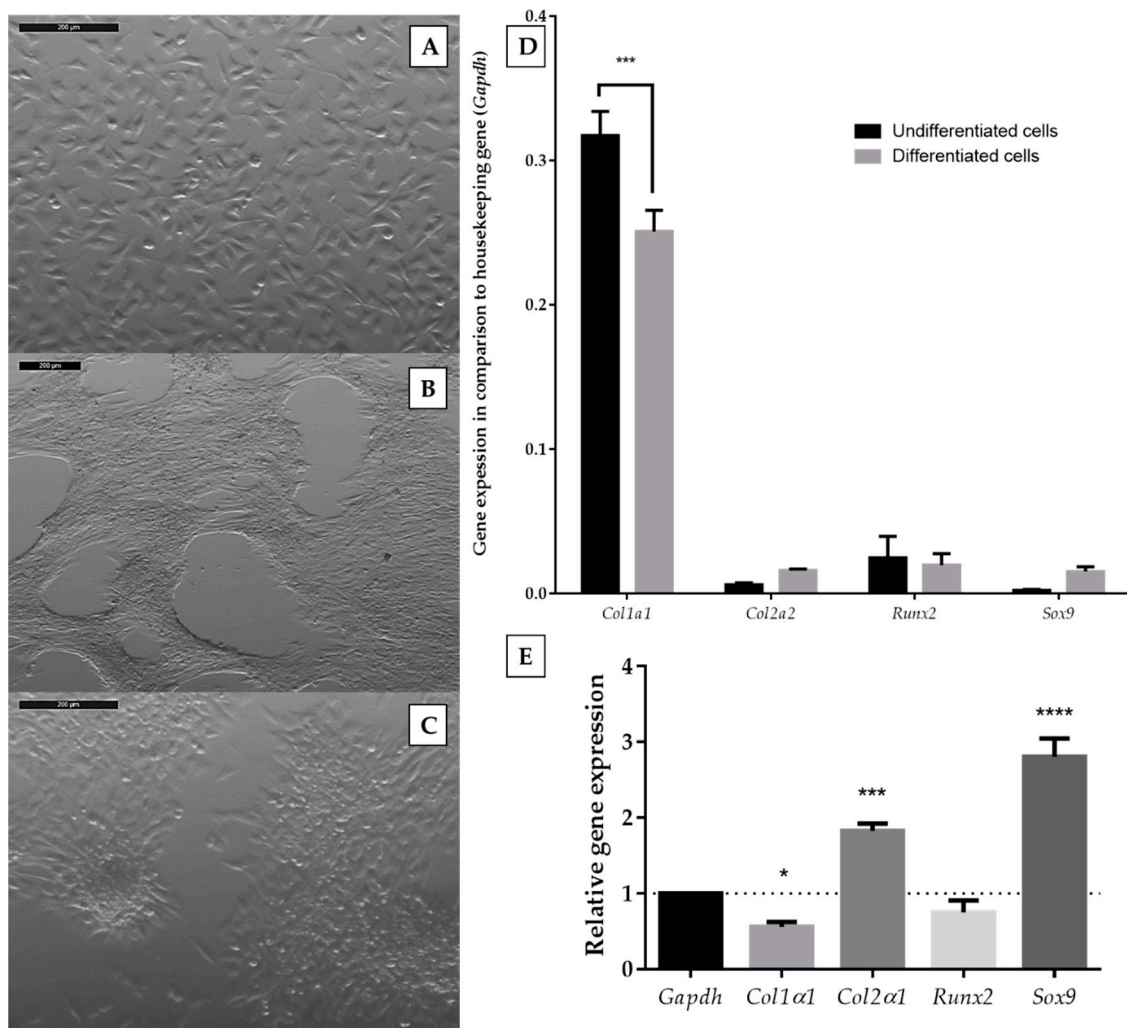 200 µm
A
200 µm
B
200 µm
C
D
Gene expession in comparison to housekeeping gene (Gapdh)
0.4
0.3
0.2
0.1
0.0
***
Undifferentiated cells
Differentiated cells
Col1a1 Col2a2 Runx2 Sox9
E
Relative gene expression
4
3
2
1
0
* *** ****
Gapdh Col1α1 Col2α1 Runx2 Sox9